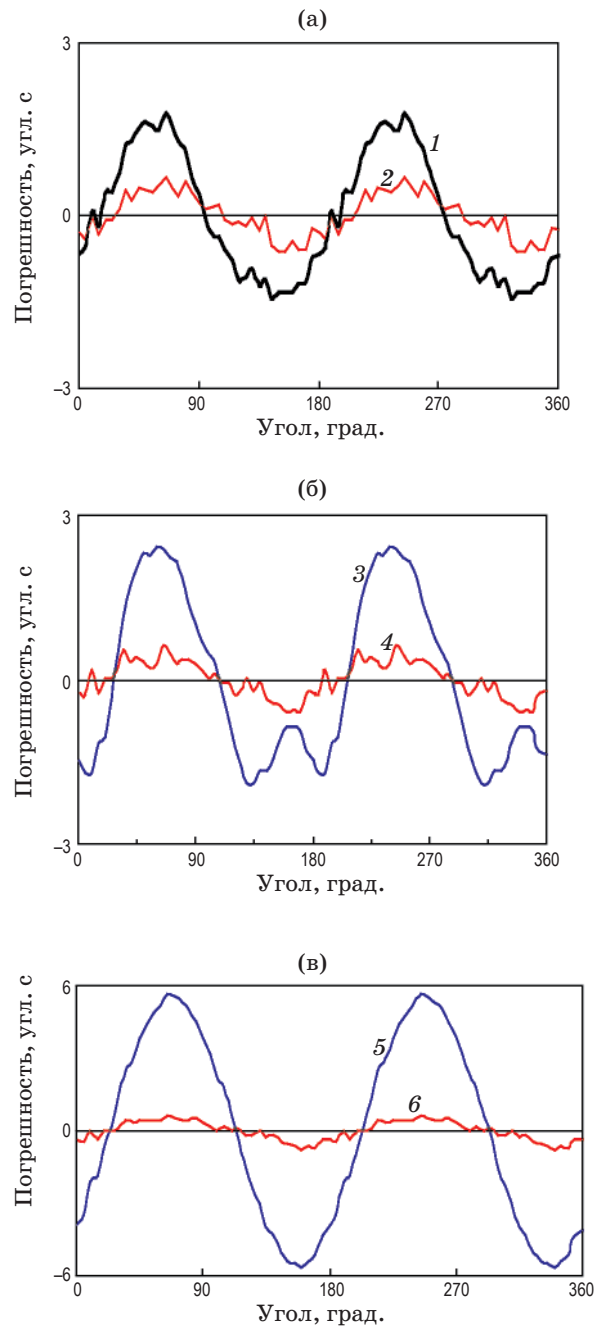 (а)
3
Погрешность, угл. с
1
2
0
–3
0 90 180 270 360
Угол, град.
(б)
3
Погрешность, угл. с
3
4
0
–3
0 90 180 270 360
Угол, град.
(в)
6
Погрешность, угл. с
5
6
0
–6
0 90 180 270 360
Угол, град.